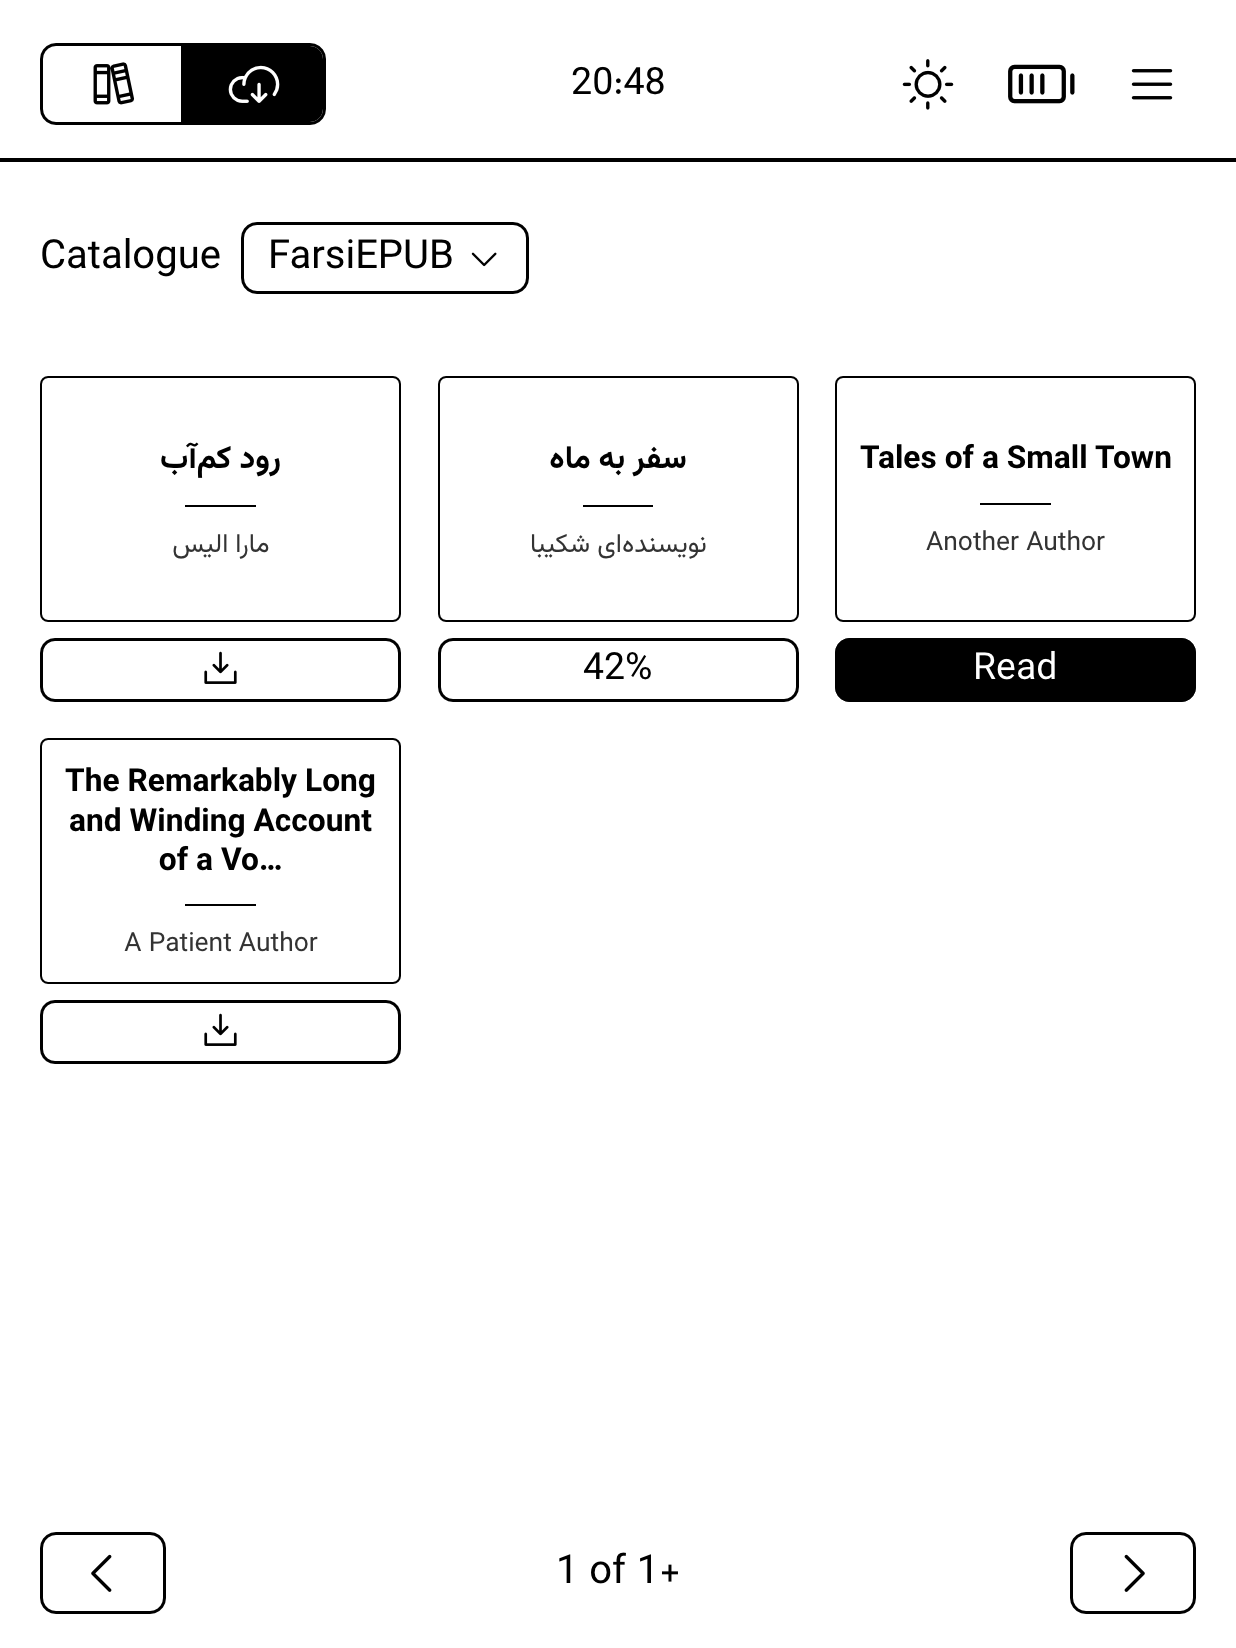 20:48
Catalogue FarsiEPUB
رود کم‌آب
مارا الیس
سفر به ماه
نویسنده‌ای شکیبا
Tales of a Small Town
Another Author
42%
Read
The Remarkably Long
and Winding Account
of a Vo…
A Patient Author
1 of 1+